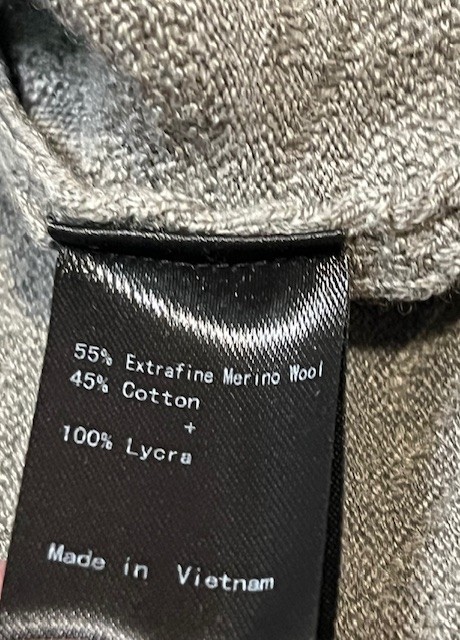 55% Extrafine Merino Wool
45% Cotton
+
100% Lycra
Made in Vietnam